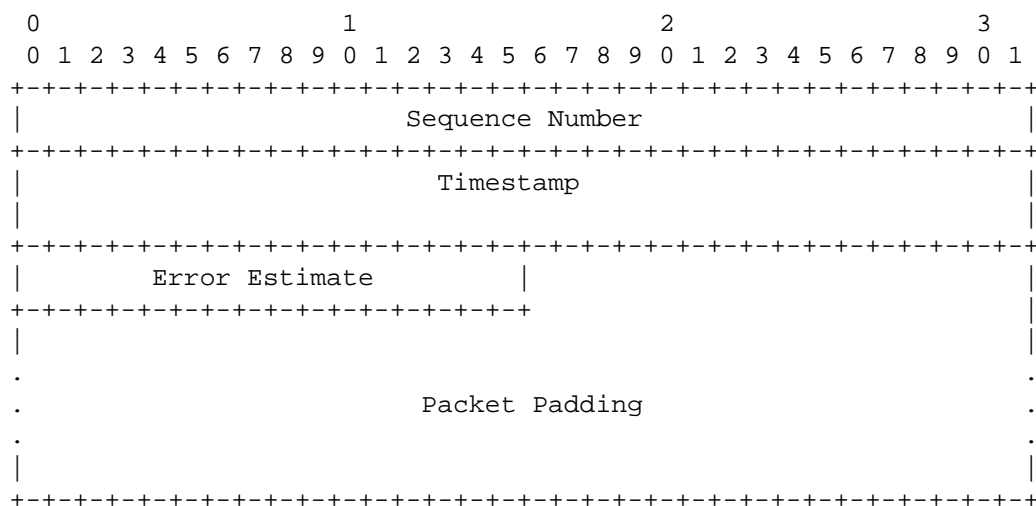 0                   1                   2                   3
0 1 2 3 4 5 6 7 8 9 0 1 2 3 4 5 6 7 8 9 0 1 2 3 4 5 6 7 8 9 0 1
+-+-+-+-+-+-+-+-+-+-+-+-+-+-+-+-+-+-+-+-+-+-+-+-+-+-+-+-+-+-+-+-+
|                        Sequence Number                        |
+-+-+-+-+-+-+-+-+-+-+-+-+-+-+-+-+-+-+-+-+-+-+-+-+-+-+-+-+-+-+-+-+
|                          Timestamp                            |
|                                                               |
+-+-+-+-+-+-+-+-+-+-+-+-+-+-+-+-+-+-+-+-+-+-+-+-+-+-+-+-+-+-+-+-+
|        Error Estimate         |                               |
+-+-+-+-+-+-+-+-+-+-+-+-+-+-+-+-+                               |
|                                                               |
.                                                               .
.                         Packet Padding                        .
.                                                               .
|                                                               |
+-+-+-+-+-+-+-+-+-+-+-+-+-+-+-+-+-+-+-+-+-+-+-+-+-+-+-+-+-+-+-+-+